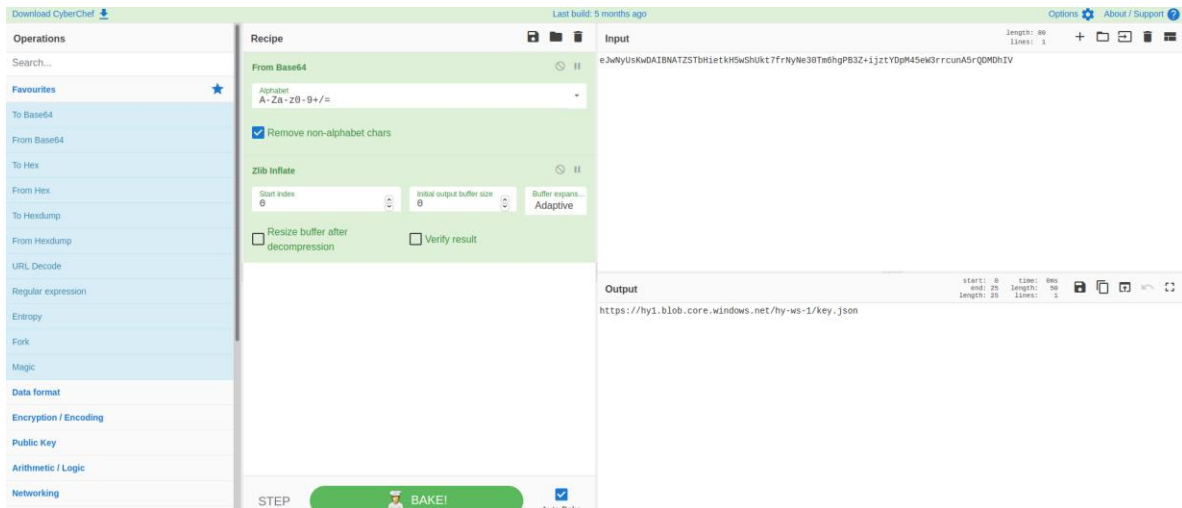 Download CyberChef
Last build: 5 months ago
Options
About / Support
Operations
Search...
Favourites
To Base64
From Base64
To Hex
From Hex
To Hexdump
From Hexdump
URL Decode
Regular expression
Entropy
Fork
Magic
Data format
Encryption / Encoding
Public Key
Arithmetic / Logic
Networking
Recipe
From Base64
Alphabet
A-Za-z0-9+/=
Remove non-alphabet chars
Zlib Inflate
Start index
0
Initial output buffer size
0
Buffer expans...
Adaptive
Resize buffer after
decompression
Verify result
STEP
BAKE!
Input
length: 80
lines: 1
eJwNyUsKwDAIBNATZSTbHietkH5wShUkt7frNyNe30Tm6hgPB3Z+ijztYDpM45eW3rrcunA5rQDMDhIV
Output
start: 0
end: 25
length: 25
time: 0ms
length: 50
lines: 1
https://hy1.blob.core.windows.net/hy-ws-1/key.json